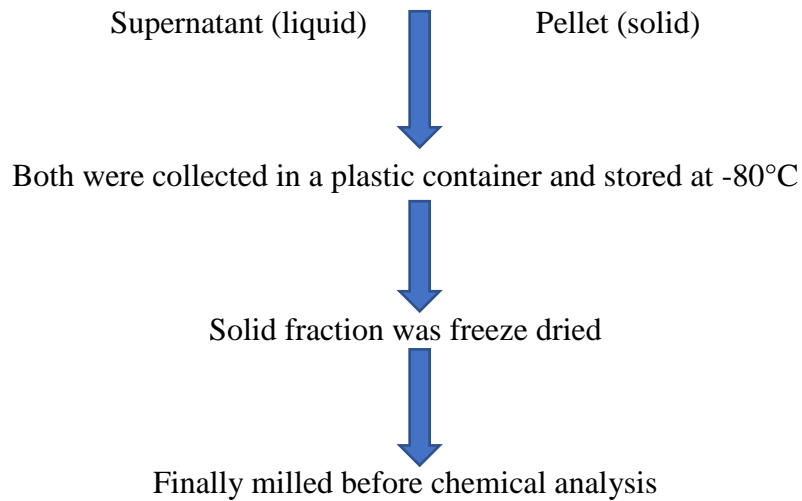 Supernatant (liquid) Pellet (solid)
Both were collected in a plastic container and stored at -80°C
Solid fraction was freeze dried
Finally milled before chemical analysis